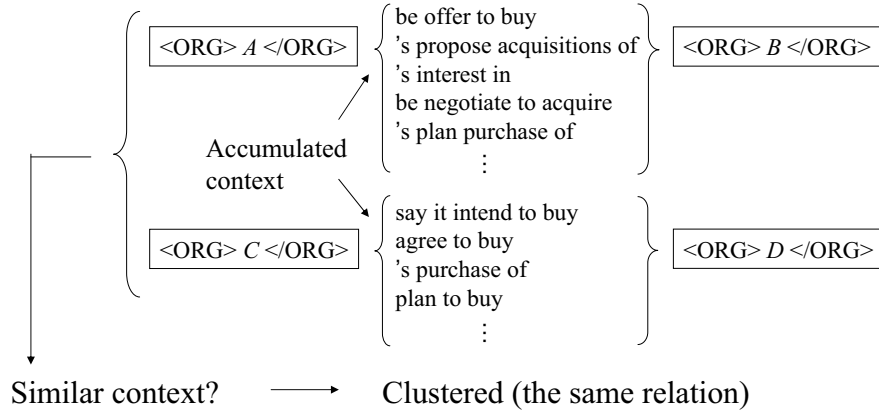 <ORG> A </ORG>
be offer to buy
's propose acquisitions of
's interest in
be negotiate to acquire
's plan purchase of
⋮
<ORG> B </ORG>
Accumulated
context
<ORG> C </ORG>
say it intend to buy
agree to buy
's purchase of
plan to buy
⋮
<ORG> D </ORG>
Similar context?
Clustered (the same relation)